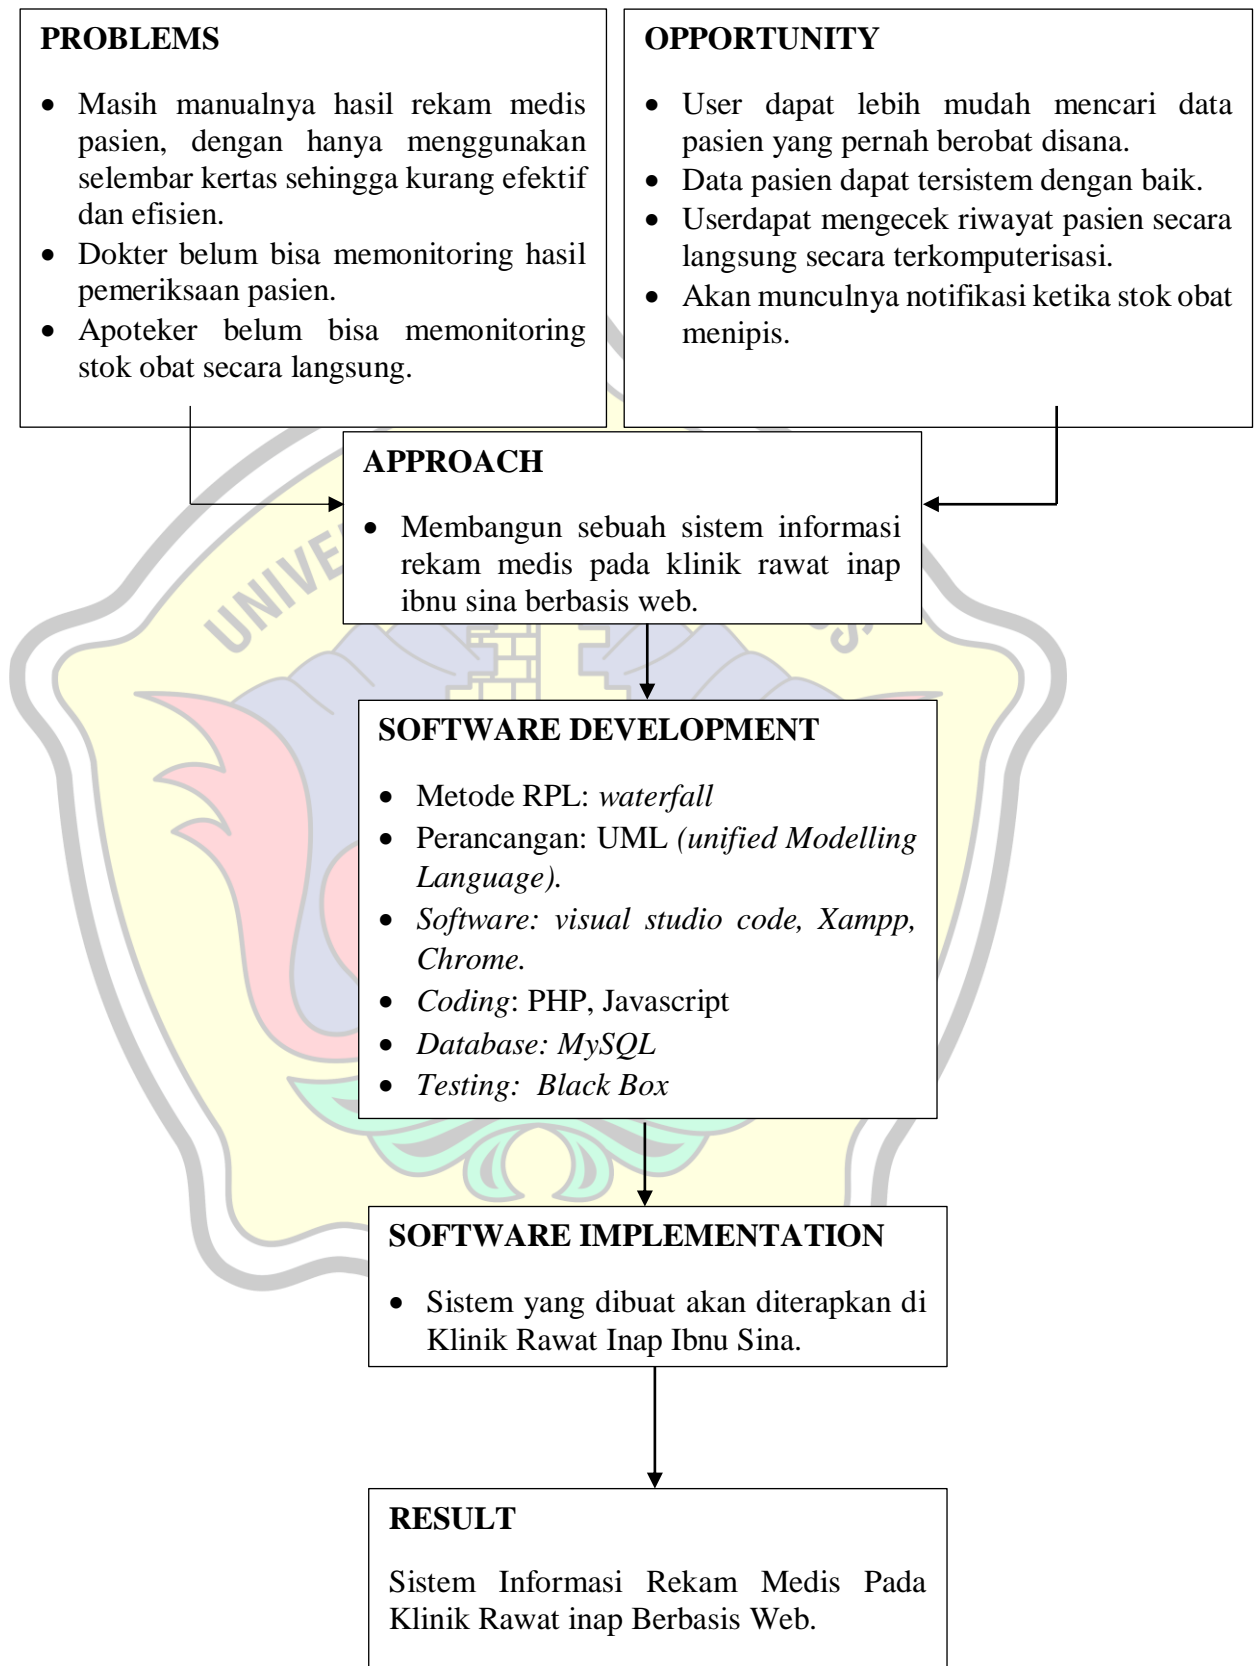 PROBLEMS
• Masih manualnya hasil rekam medis
pasien, dengan hanya menggunakan
selembar kertas sehingga kurang efektif
dan efisien.
• Dokter belum bisa memonitoring hasil
pemeriksaan pasien.
• Apoteker belum bisa memonitoring
stok obat secara langsung.
OPPORTUNITY
• User dapat lebih mudah mencari data
pasien yang pernah berobat disana.
• Data pasien dapat tersistem dengan baik.
• Userdapat mengecek riwayat pasien secara
langsung secara terkomputerisasi.
• Akan munculnya notifikasi ketika stok obat
menipis.
APPROACH
• Membangun sebuah sistem informasi
rekam medis pada klinik rawat inap
ibnu sina berbasis web.
SOFTWARE DEVELOPMENT
• Metode RPL: waterfall
• Perancangan: UML (unified Modelling
Language).
• Software: visual studio code, Xampp,
Chrome.
• Coding: PHP, Javascript
• Database: MySQL
• Testing: Black Box
SOFTWARE IMPLEMENTATION
• Sistem yang dibuat akan diterapkan di
Klinik Rawat Inap Ibnu Sina.
RESULT
Sistem Informasi Rekam Medis Pada
Klinik Rawat inap Berbasis Web.